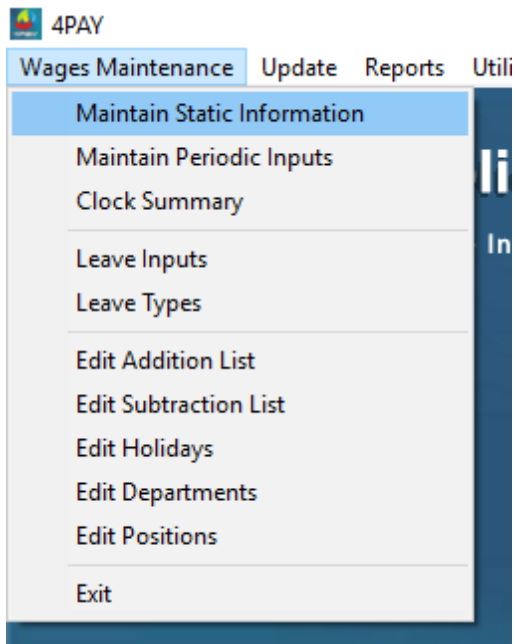 4PAY
Wages Maintenance Update Reports
Maintain Static Information
Maintain Periodic Inputs
Clock Summary
Leave Inputs
Leave Types
Edit Addition List
Edit Subtraction List
Edit Holidays
Edit Departments
Edit Positions
Exit